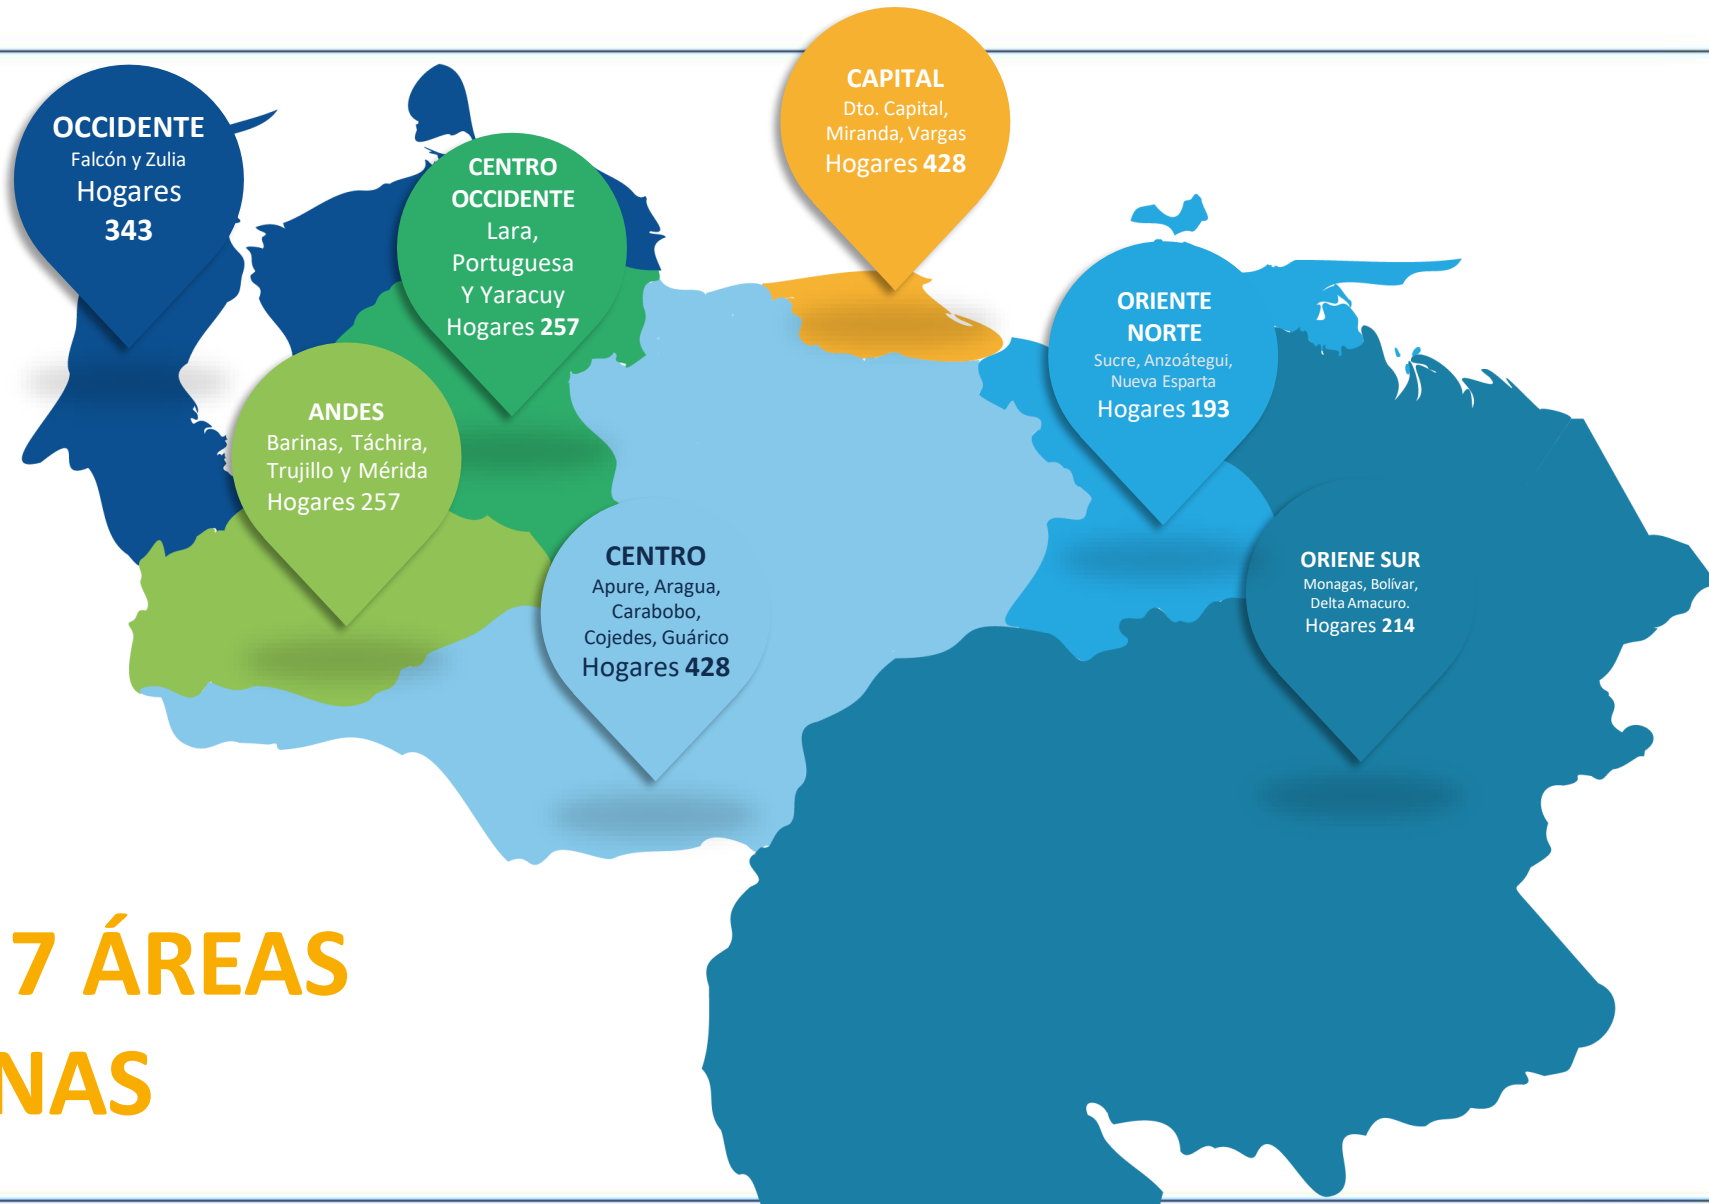 OCCIDENTE
Falcón y Zulia
Hogares
343
CENTRO
OCCIDENTE
Lara,
Portuguesa
Y Yaracuy
Hogares 257
CAPITAL
Dto. Capital,
Miranda, Vargas
Hogares 428
ORIENTE
NORTE
Sucre, Anzoátegui,
Nueva Esparta
Hogares 193
ANDES
Barinas, Táchira,
Trujillo y Mérida
Hogares 257
CENTRO
Apure, Aragua,
Carabobo,
Cojedes, Guárico
Hogares 428
ORIENE SUR
Monagas, Bolívar,
Delta Amacuro.
Hogares 214
7 ÁREAS
NAS